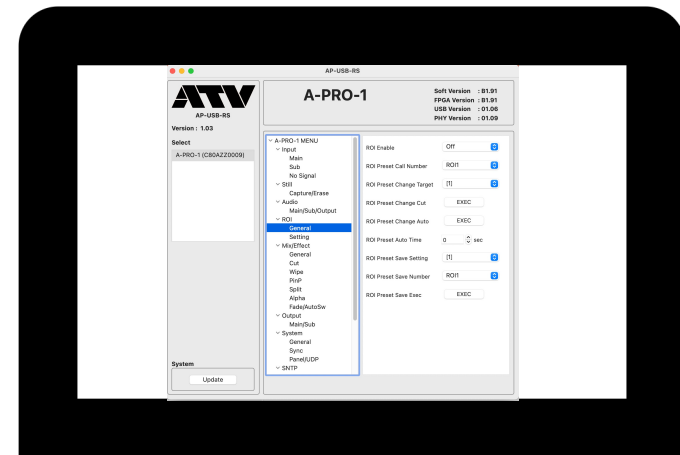 AP-USB-RS
ATV
AP-USB-RS
Version : 1.03
Select
A-PRO-1 (C80AZZ0009)
System
Update
A-PRO-1
Soft Version : B1.91
FPGA Version : B1.91
USB Version : 01.06
PHY Version : 01.09
A-PRO-1 MENU
Input
Main
Sub
No Signal
Still
Capture/Erase
Audio
Main/Sub/Output
ROI
General
Setting
Mix/Effect
General
Cut
Wipe
PinP
Split
Alpha
Fade/AutoSw
Output
Main/Sub
System
General
Sync
Panel/UDP
SNTP
ROI Enable Off
ROI Preset Call Number ROI1
ROI Preset Change Target [1]
ROI Preset Change Cut EXEC
ROI Preset Change Auto EXEC
ROI Preset Auto Time 0 sec
ROI Preset Save Setting [1]
ROI Preset Save Number ROI1
ROI Preset Save Exec EXEC